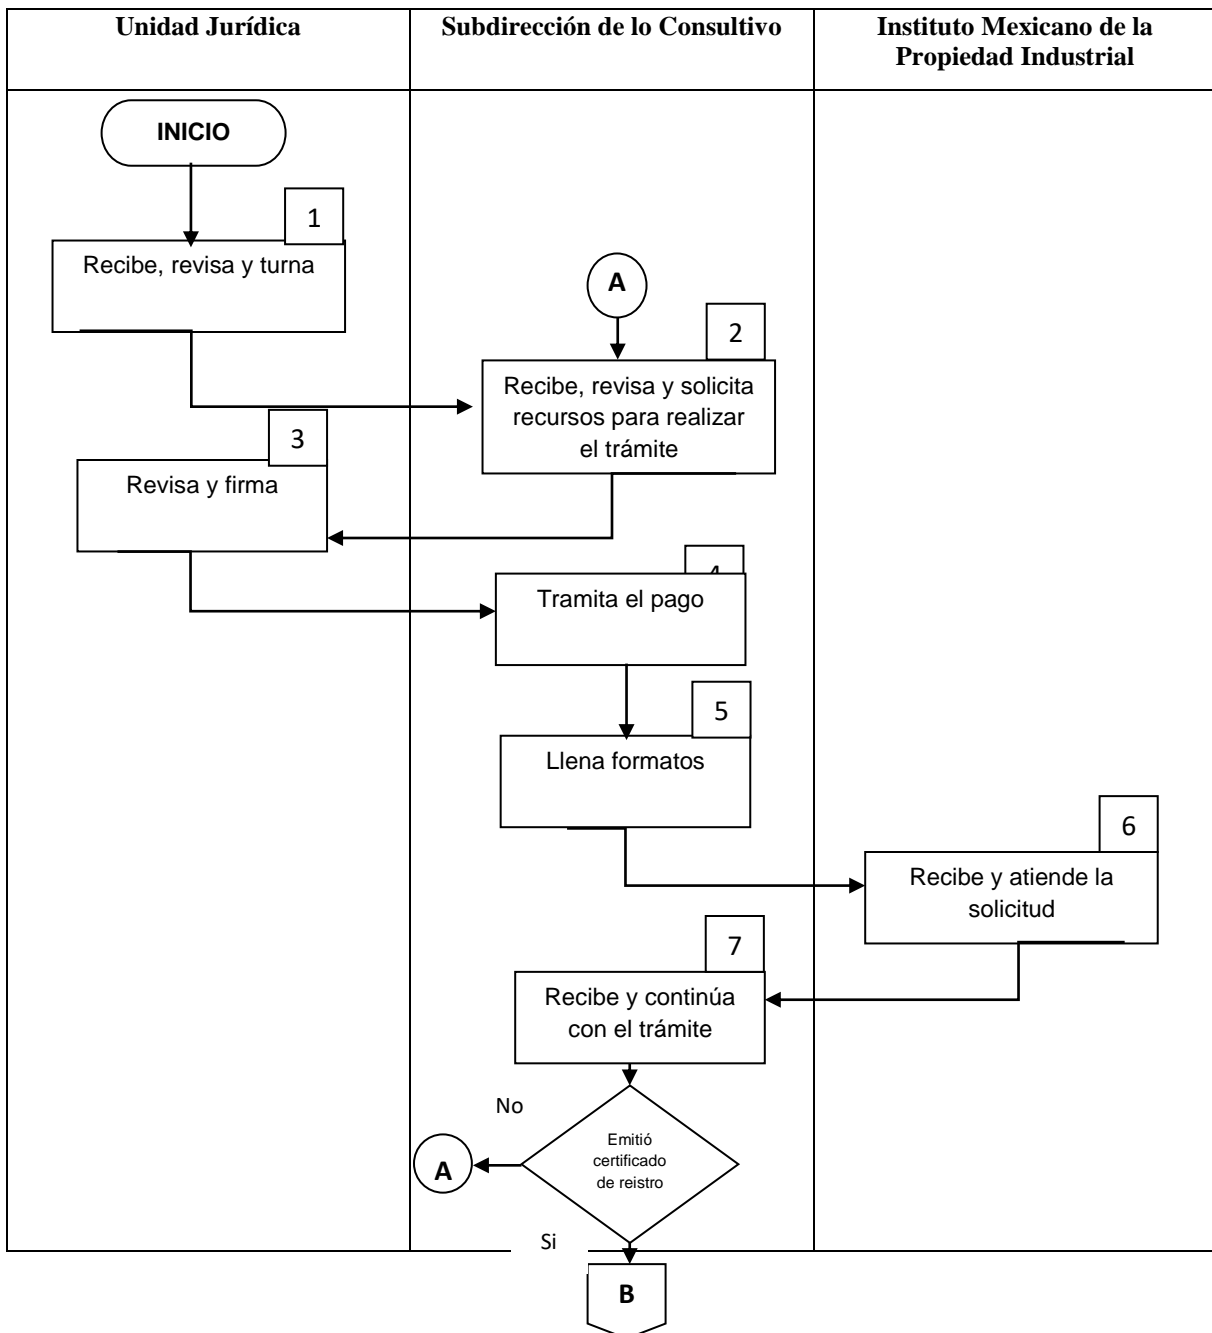 Unidad Jurídica
Subdirección de lo Consultivo
Instituto Mexicano de la
Propiedad Industrial
INICIO
1
Recibe, revisa y turna
A
2
Recibe, revisa y solicita
recursos para realizar
el trámite
3
Revisa y firma
4
Tramita el pago
5
Llena formatos
6
Recibe y atiende la
solicitud
7
Recibe y continúa
con el trámite
No
Emitió
certificado
de reistro
A
Si
B